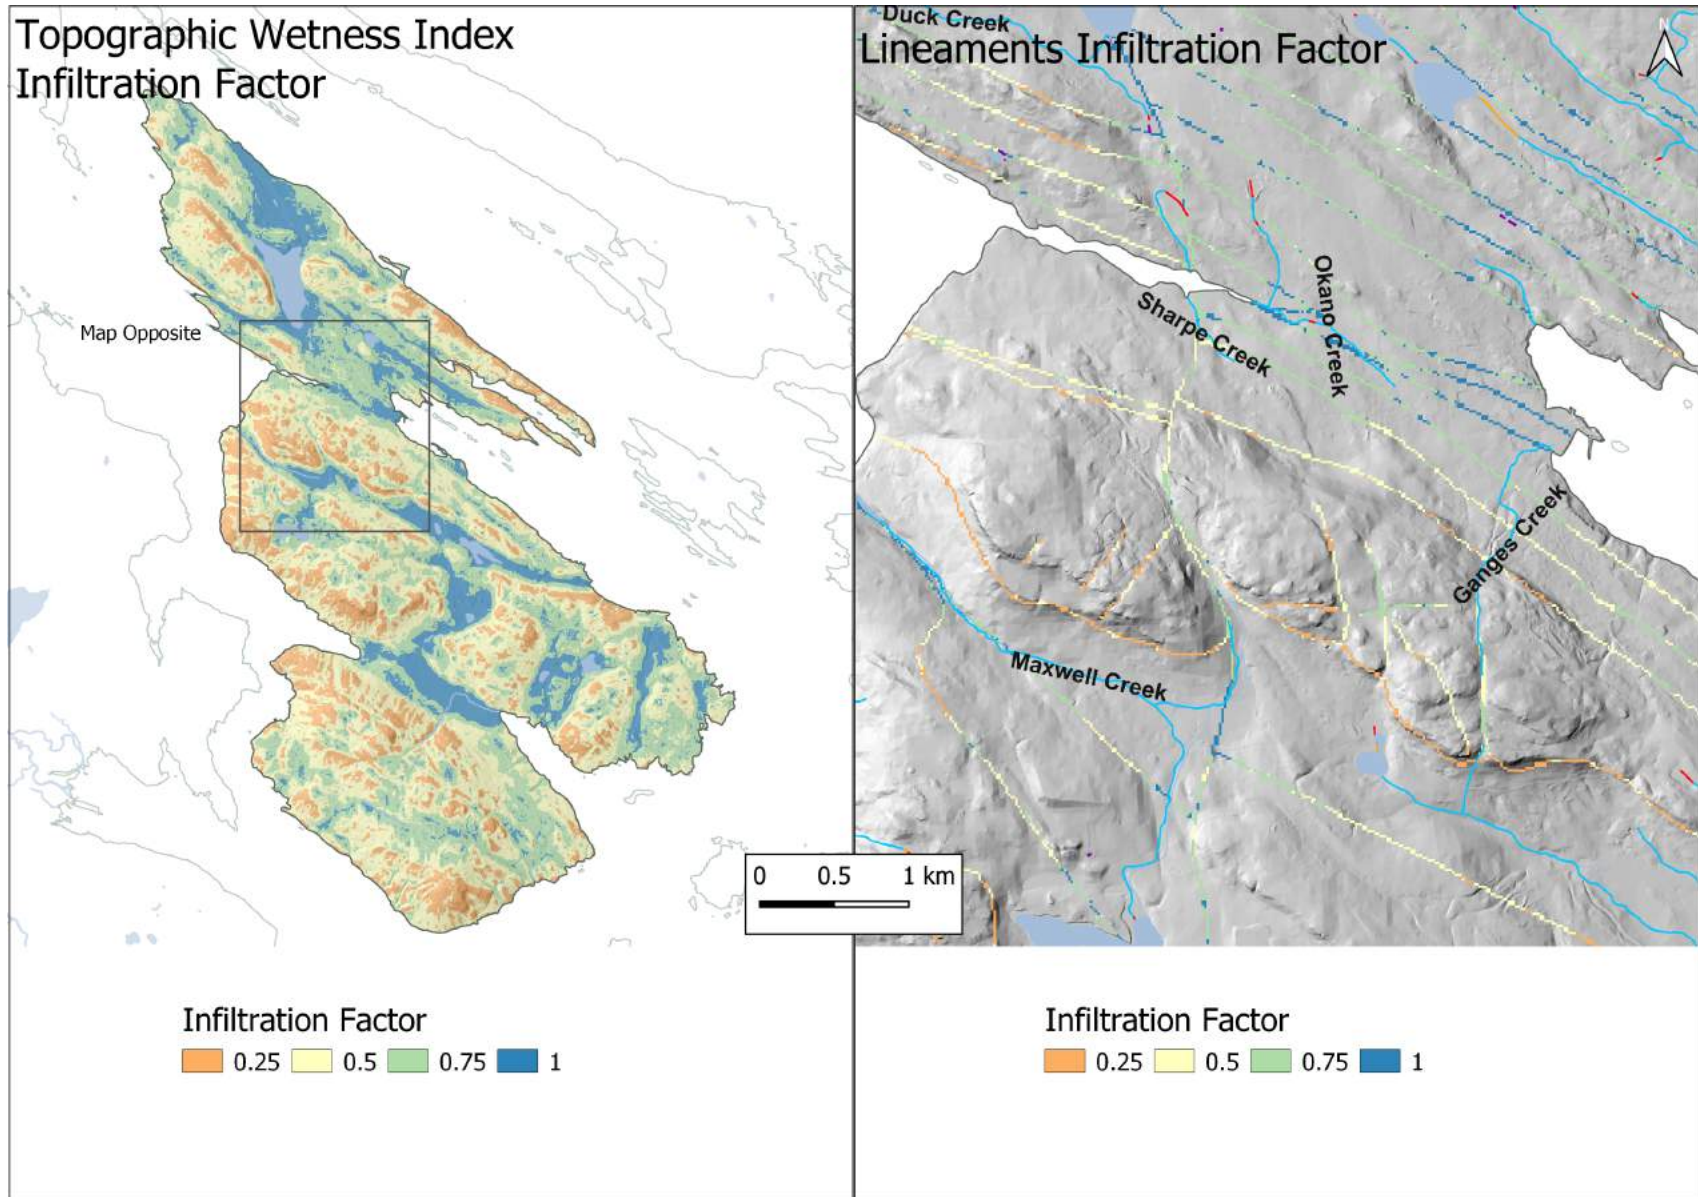 Topographic Wetness Index
Infiltration Factor
Map Opposite
Duck Creek
Lineaments Infiltration Factor
N
Sharpe Creek
Okano Creek
Ganges Creek
Maxwell Creek
0 0.5 1 km
Infiltration Factor
0.25 0.5 0.75 1
Infiltration Factor
0.25 0.5 0.75 1